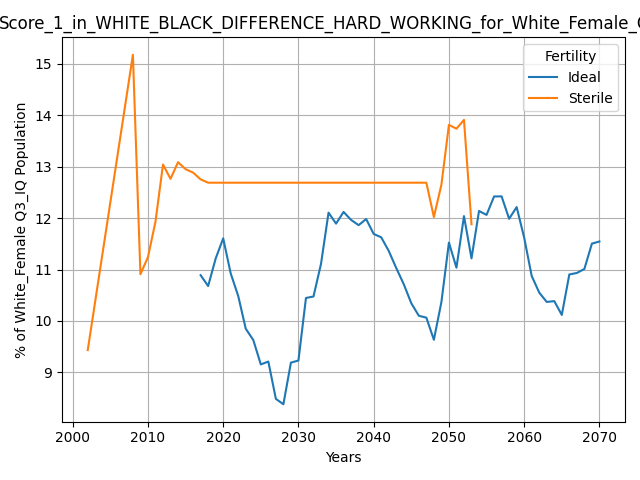 Score_1_in_WHITE_BLACK_DIFFERENCE_HARD_WORKING_for_White_Female_
Fertility
Ideal
Sterile
% of White_Female Q3_IQ Population
15
14
13
12
11
10
9
2000 2010 2020 2030 2040 2050 2060 2070
Years